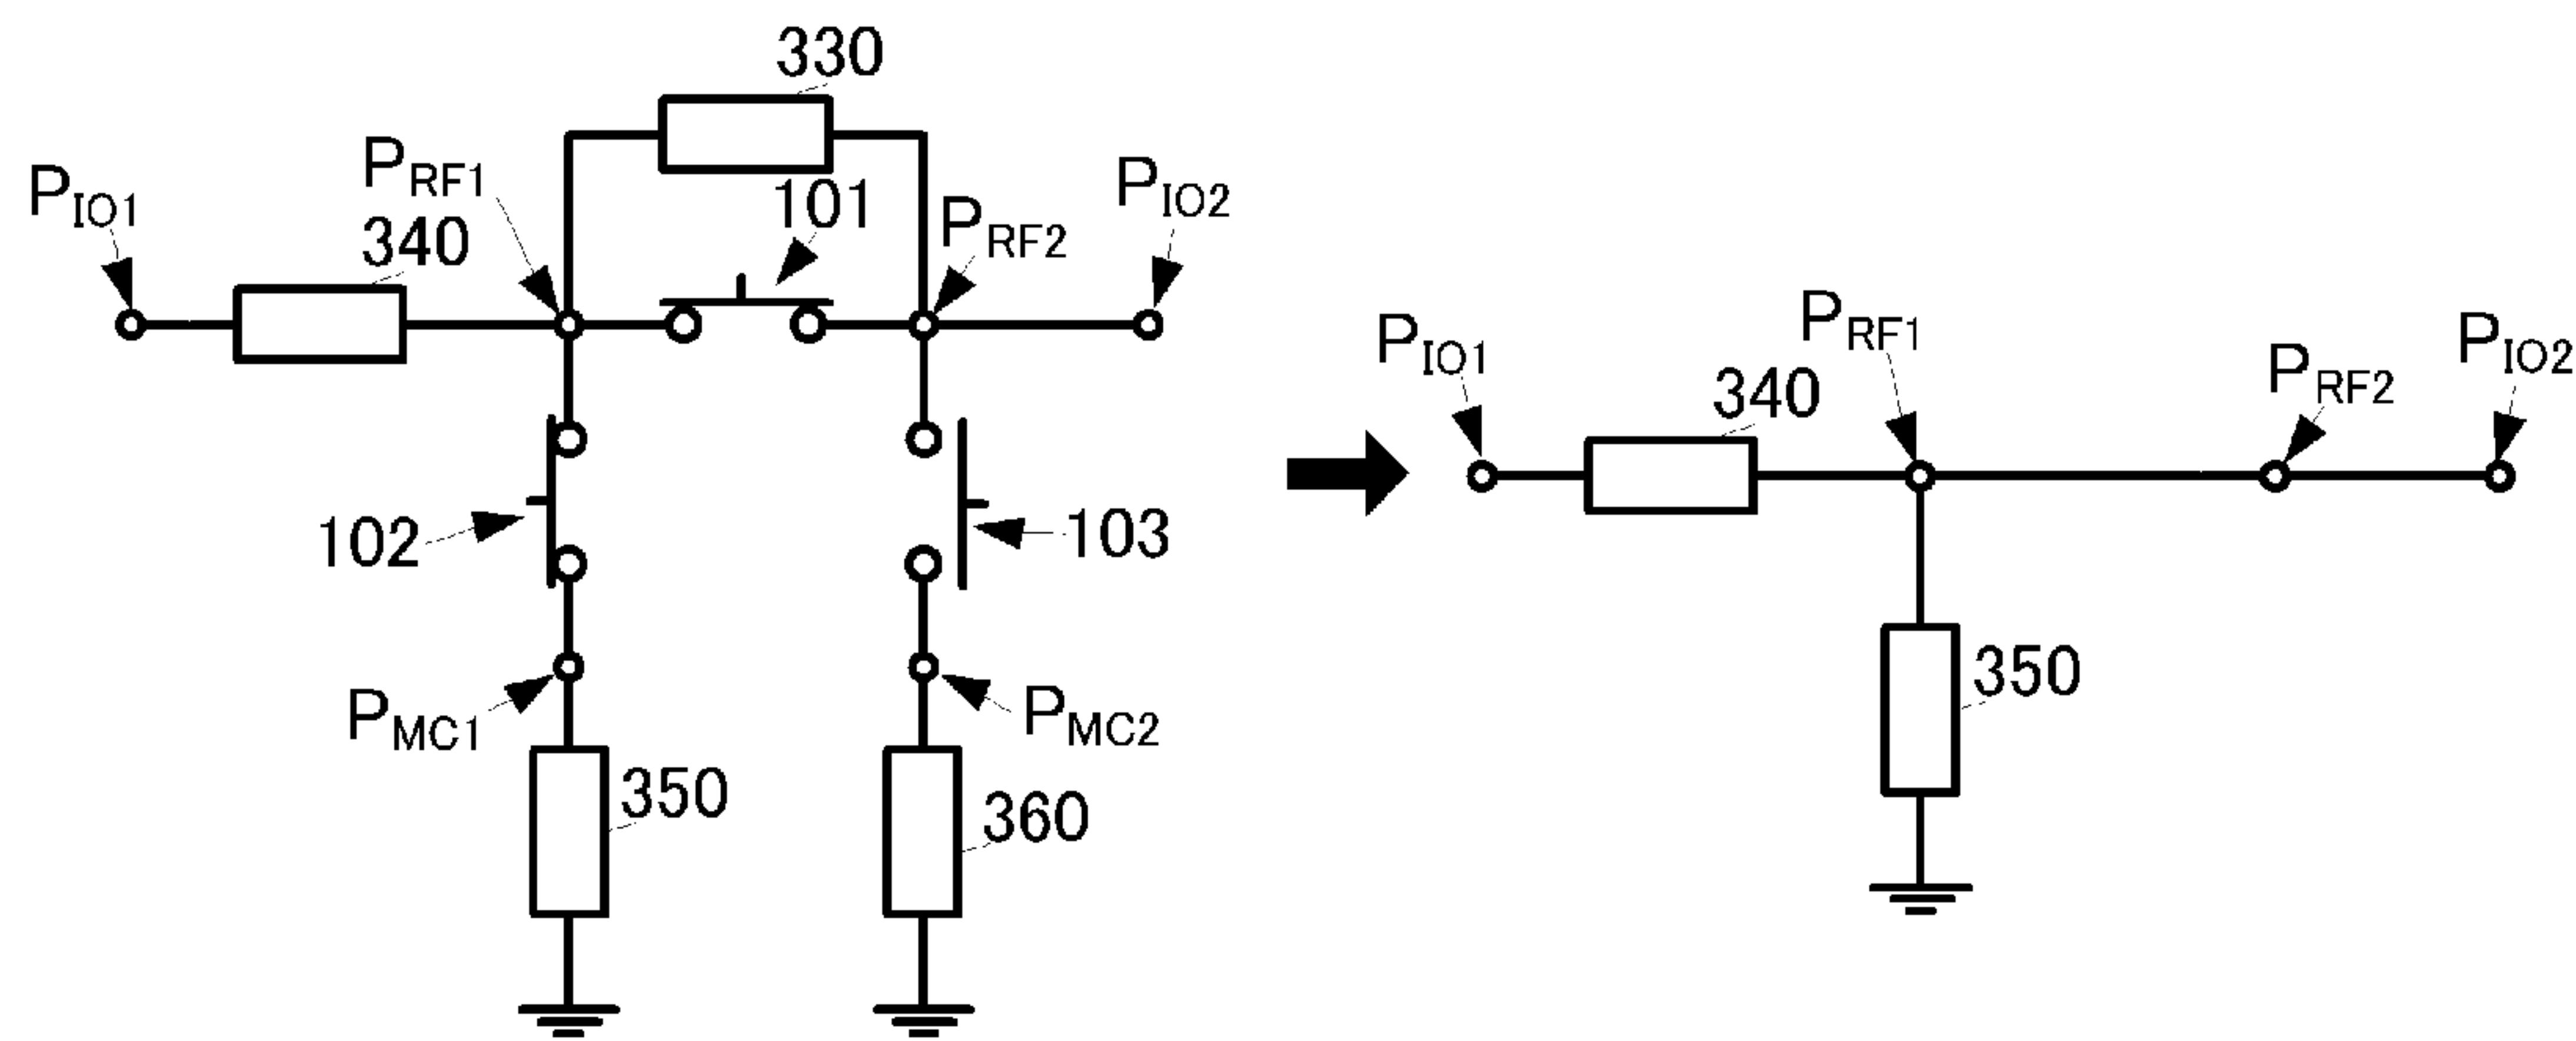 330
P_RF1
P_IO1
340
101
P_RF2
P_IO2
102
103
P_MC1
P_MC2
350
360
P_IO1
340
P_RF1
P_RF2
P_IO2
350